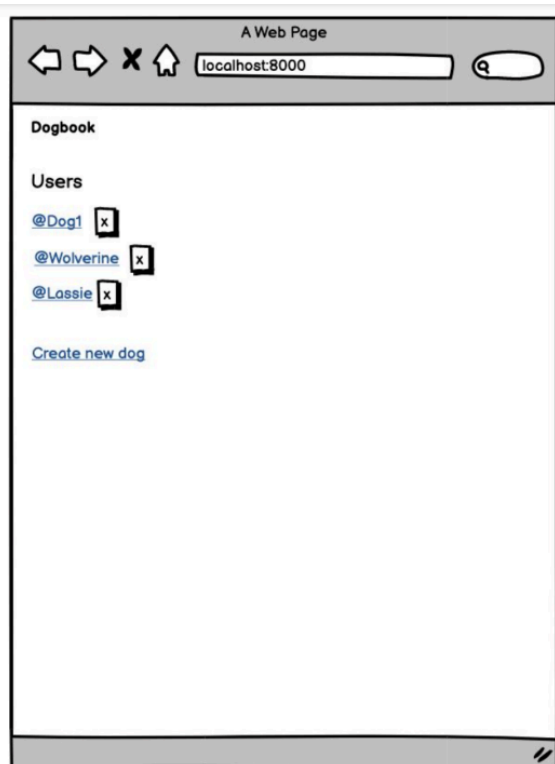 A Web Page
localhost:8000
Dogbook
Users
@Dog1 x
@Wolverine x
@Lassie x
Create new dog